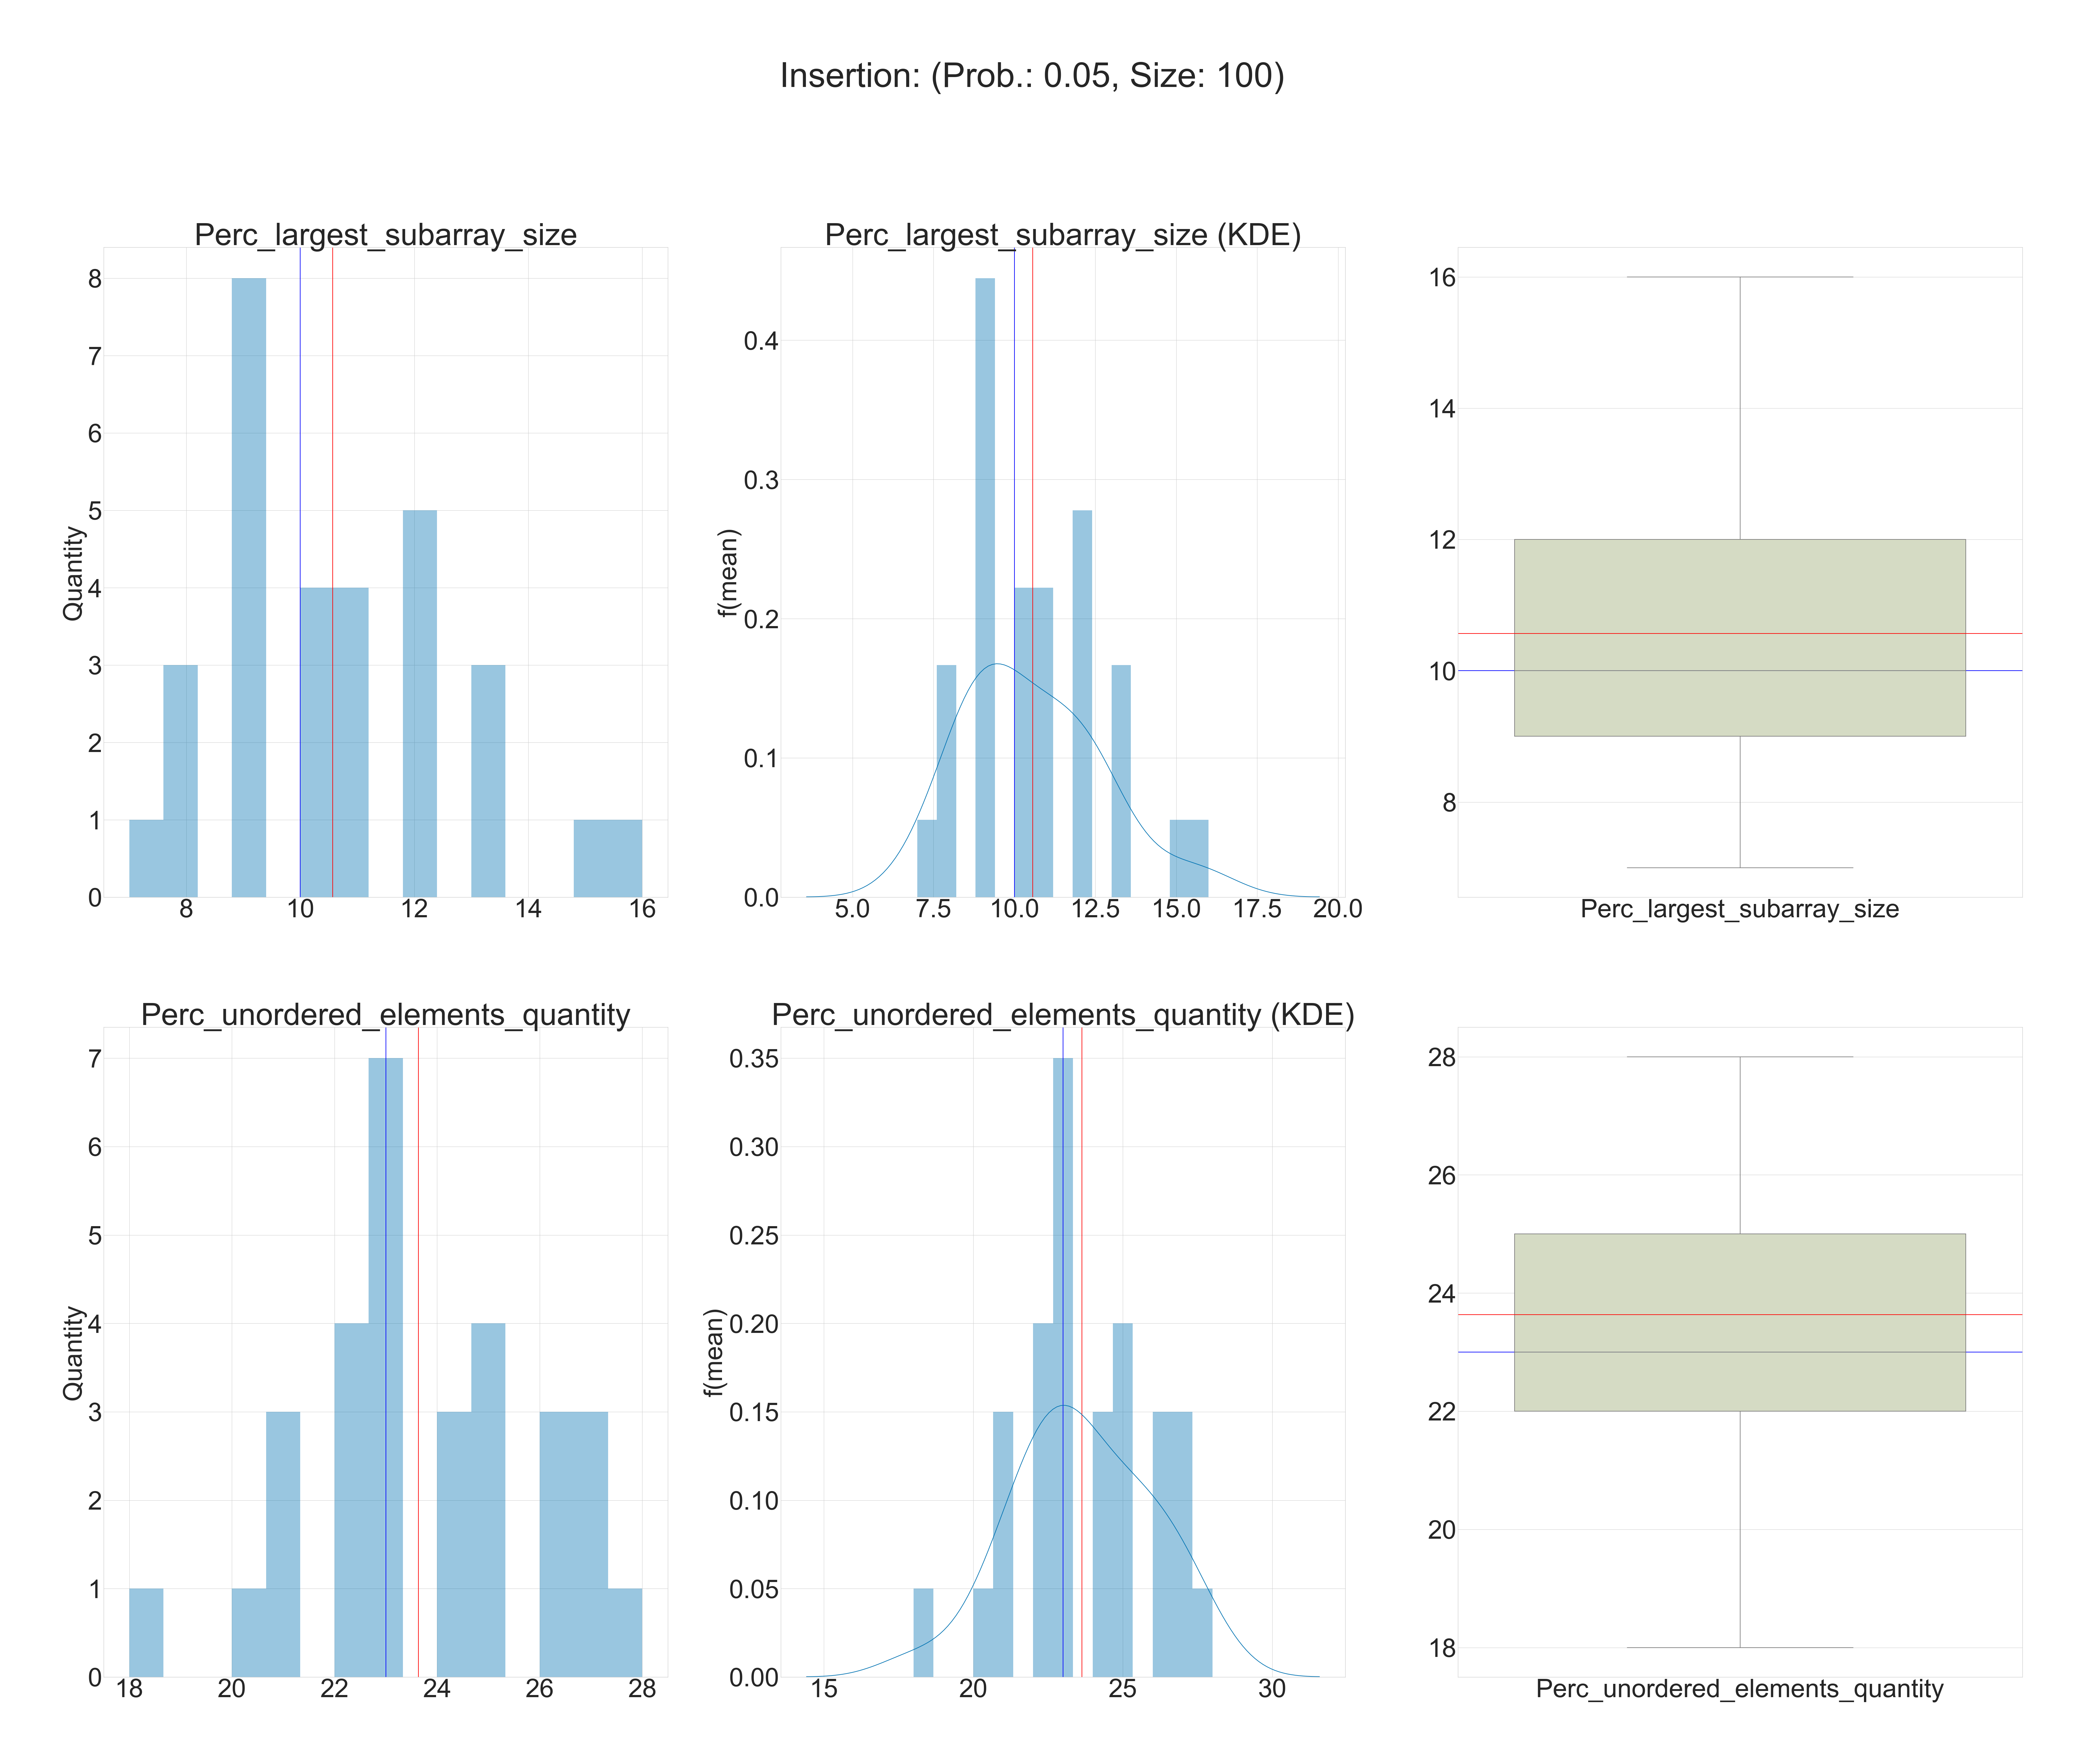 Insertion: (Prob.: 0.05, Size: 100)
Perc_largest_subarray_size
Quantity
8
7
6
5
4
3
2
1
0
8 10 12 14 16
Perc_largest_subarray_size (KDE)
f(mean)
0.4
0.3
0.2
0.1
0.0
5.0 7.5 10.0 12.5 15.0 17.5 20.0
16
14
12
10
8
Perc_largest_subarray_size
Perc_unordered_elements_quantity
Quantity
7
6
5
4
3
2
1
0
18 20 22 24 26 28
Perc_unordered_elements_quantity (KDE)
f(mean)
0.35
0.30
0.25
0.20
0.15
0.10
0.05
0.00
15 20 25 30
28
26
24
22
20
18
Perc_unordered_elements_quantity